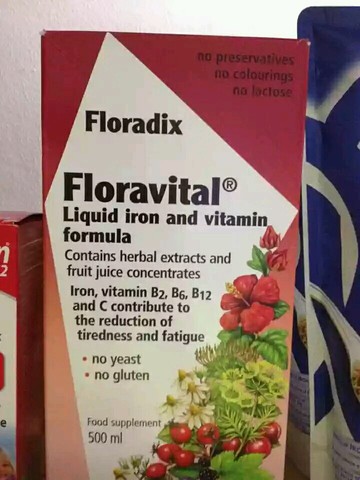 no preservatives
no colourings
no lactose
Floradix
Floravital®
Liquid iron and vitamin
formula
Contains herbal extracts and
fruit juice concentrates
Iron, vitamin B2, B6, B12
and C contribute to
the reduction of
tiredness and fatigue
• no yeast
• no gluten
Food supplement
500 ml